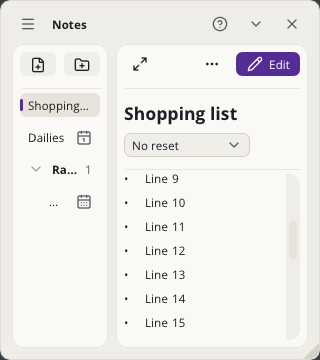 Notes
Edit
Shopping...
Dailies
Ra... 1
...
Shopping list
No reset
• Line 9
• Line 10
• Line 11
• Line 12
• Line 13
• Line 14
• Line 15